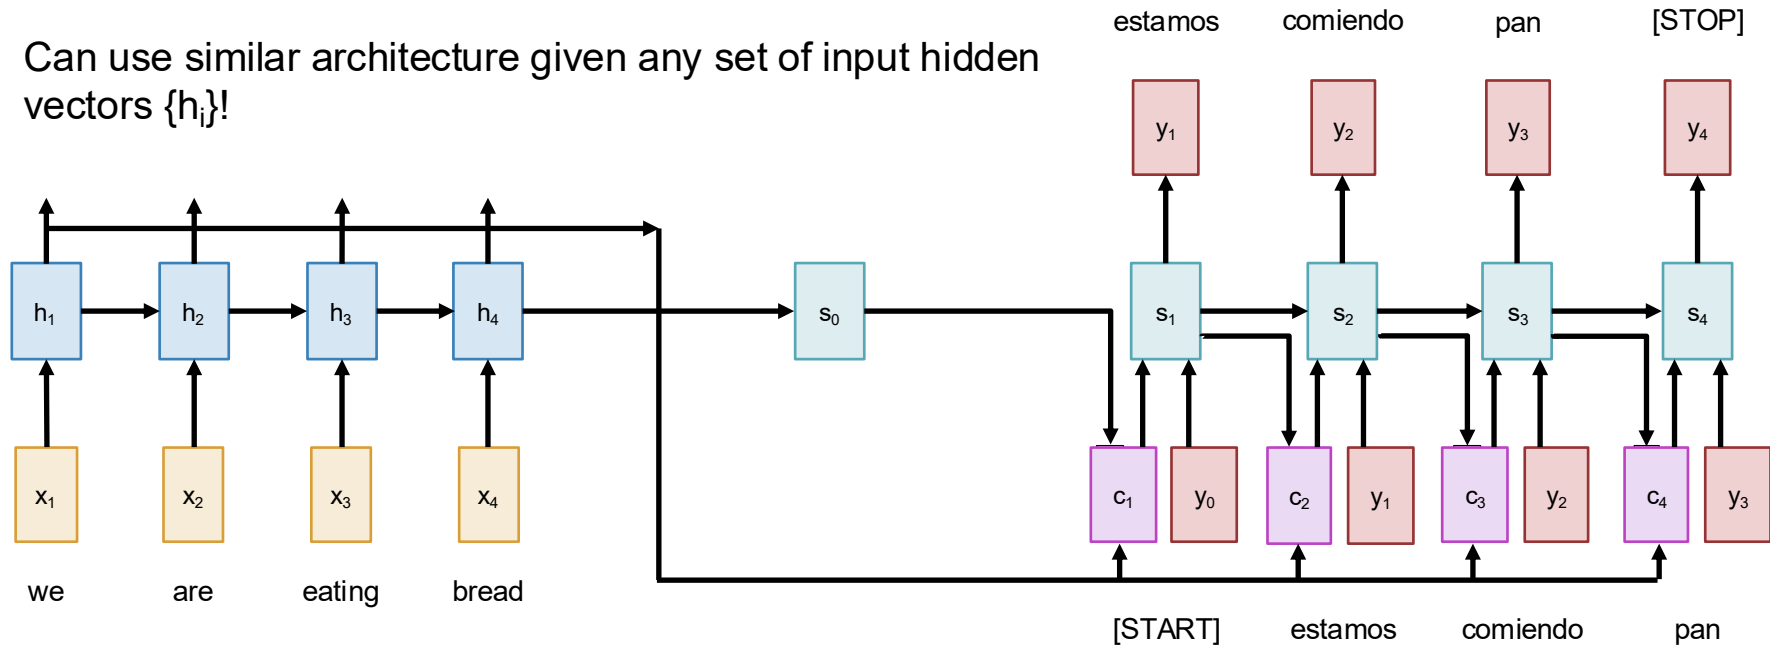 estamos comiendo pan [STOP]
Can use similar architecture given any set of input hidden
vectors {hᵢ}!
y₁ y₂ y₃ y₄
h₁ h₂ h₃ h₄ s₀ s₁ s₂ s₃ s₄
x₁ x₂ x₃ x₄ c₁ y₀ c₂ y₁ c₃ y₂ c₄ y₃
we are eating bread
[START] estamos comiendo pan